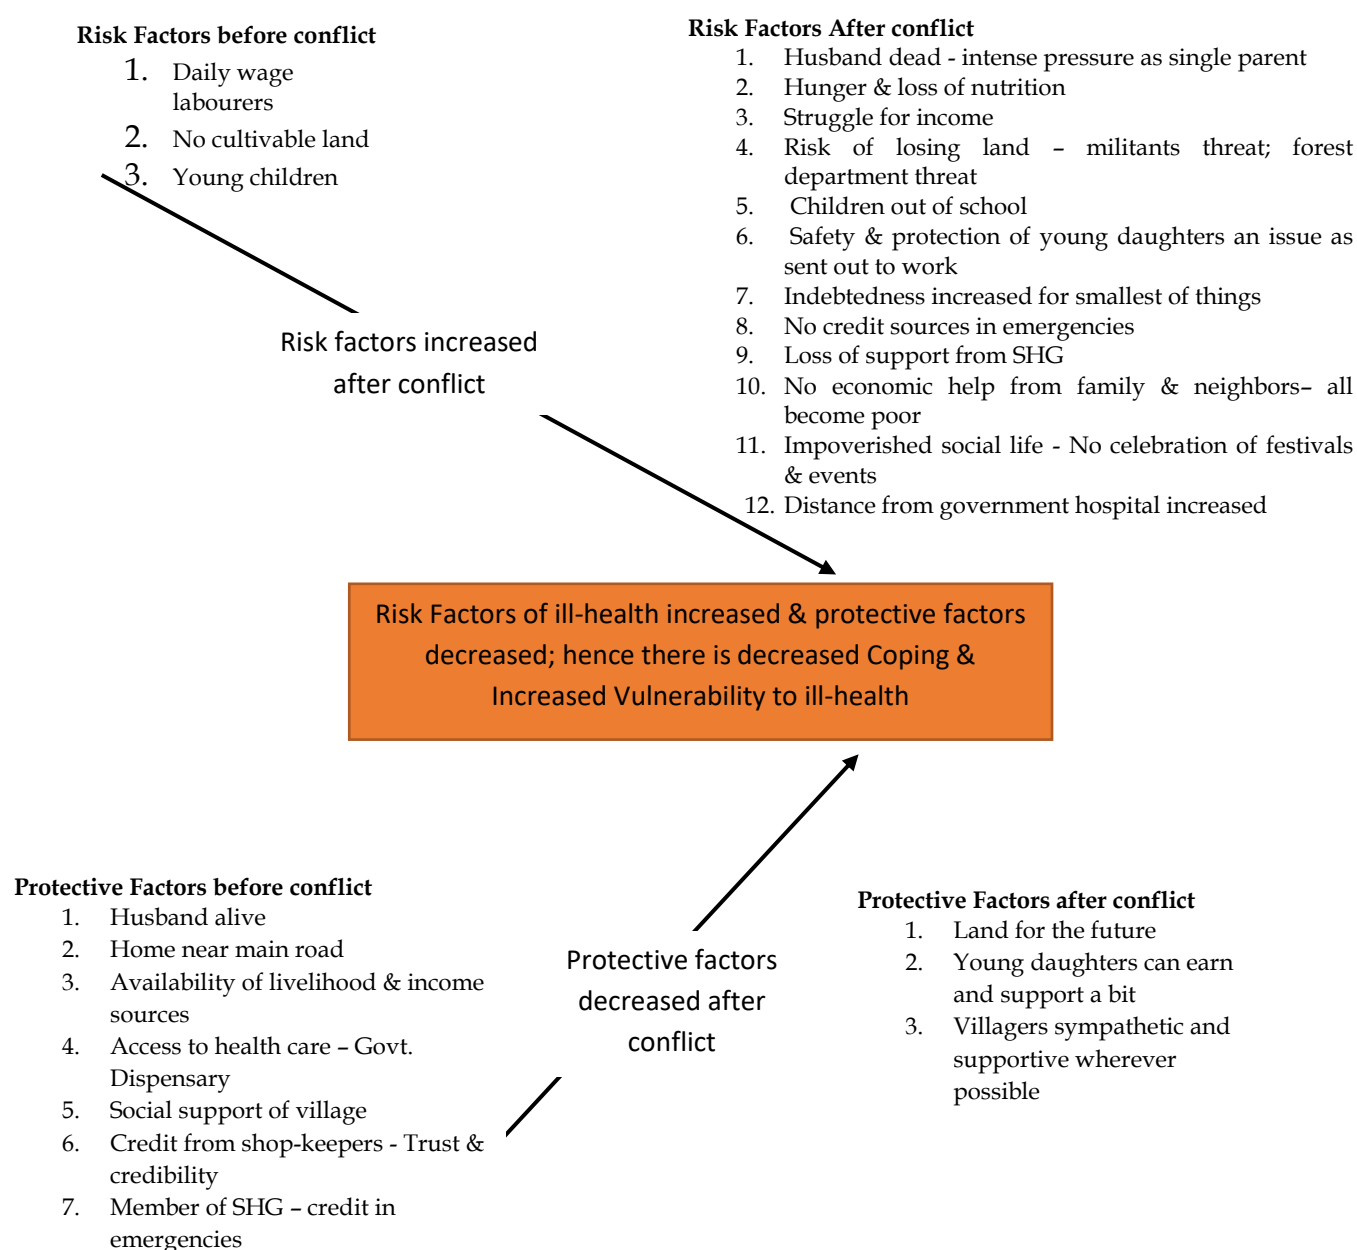 Risk Factors before conflict
1. Daily wage
labourers
2. No cultivable land
3. Young children
Risk Factors After conflict
1. Husband dead - intense pressure as single parent
2. Hunger & loss of nutrition
3. Struggle for income
4. Risk of losing land – militants threat; forest
department threat
5. Children out of school
6. Safety & protection of young daughters an issue as
sent out to work
7. Indebtedness increased for smallest of things
8. No credit sources in emergencies
9. Loss of support from SHG
10. No economic help from family & neighbors– all
become poor
11. Impoverished social life - No celebration of festivals
& events
12. Distance from government hospital increased
Risk factors increased
after conflict
Risk Factors of ill-health increased & protective factors
decreased; hence there is decreased Coping &
Increased Vulnerability to ill-health
Protective Factors before conflict
1. Husband alive
2. Home near main road
3. Availability of livelihood & income
sources
4. Access to health care – Govt.
Dispensary
5. Social support of village
6. Credit from shop-keepers - Trust &
credibility
7. Member of SHG – credit in
emergencies
Protective factors
decreased after
conflict
Protective Factors after conflict
1. Land for the future
2. Young daughters can earn
and support a bit
3. Villagers sympathetic and
supportive wherever
possible